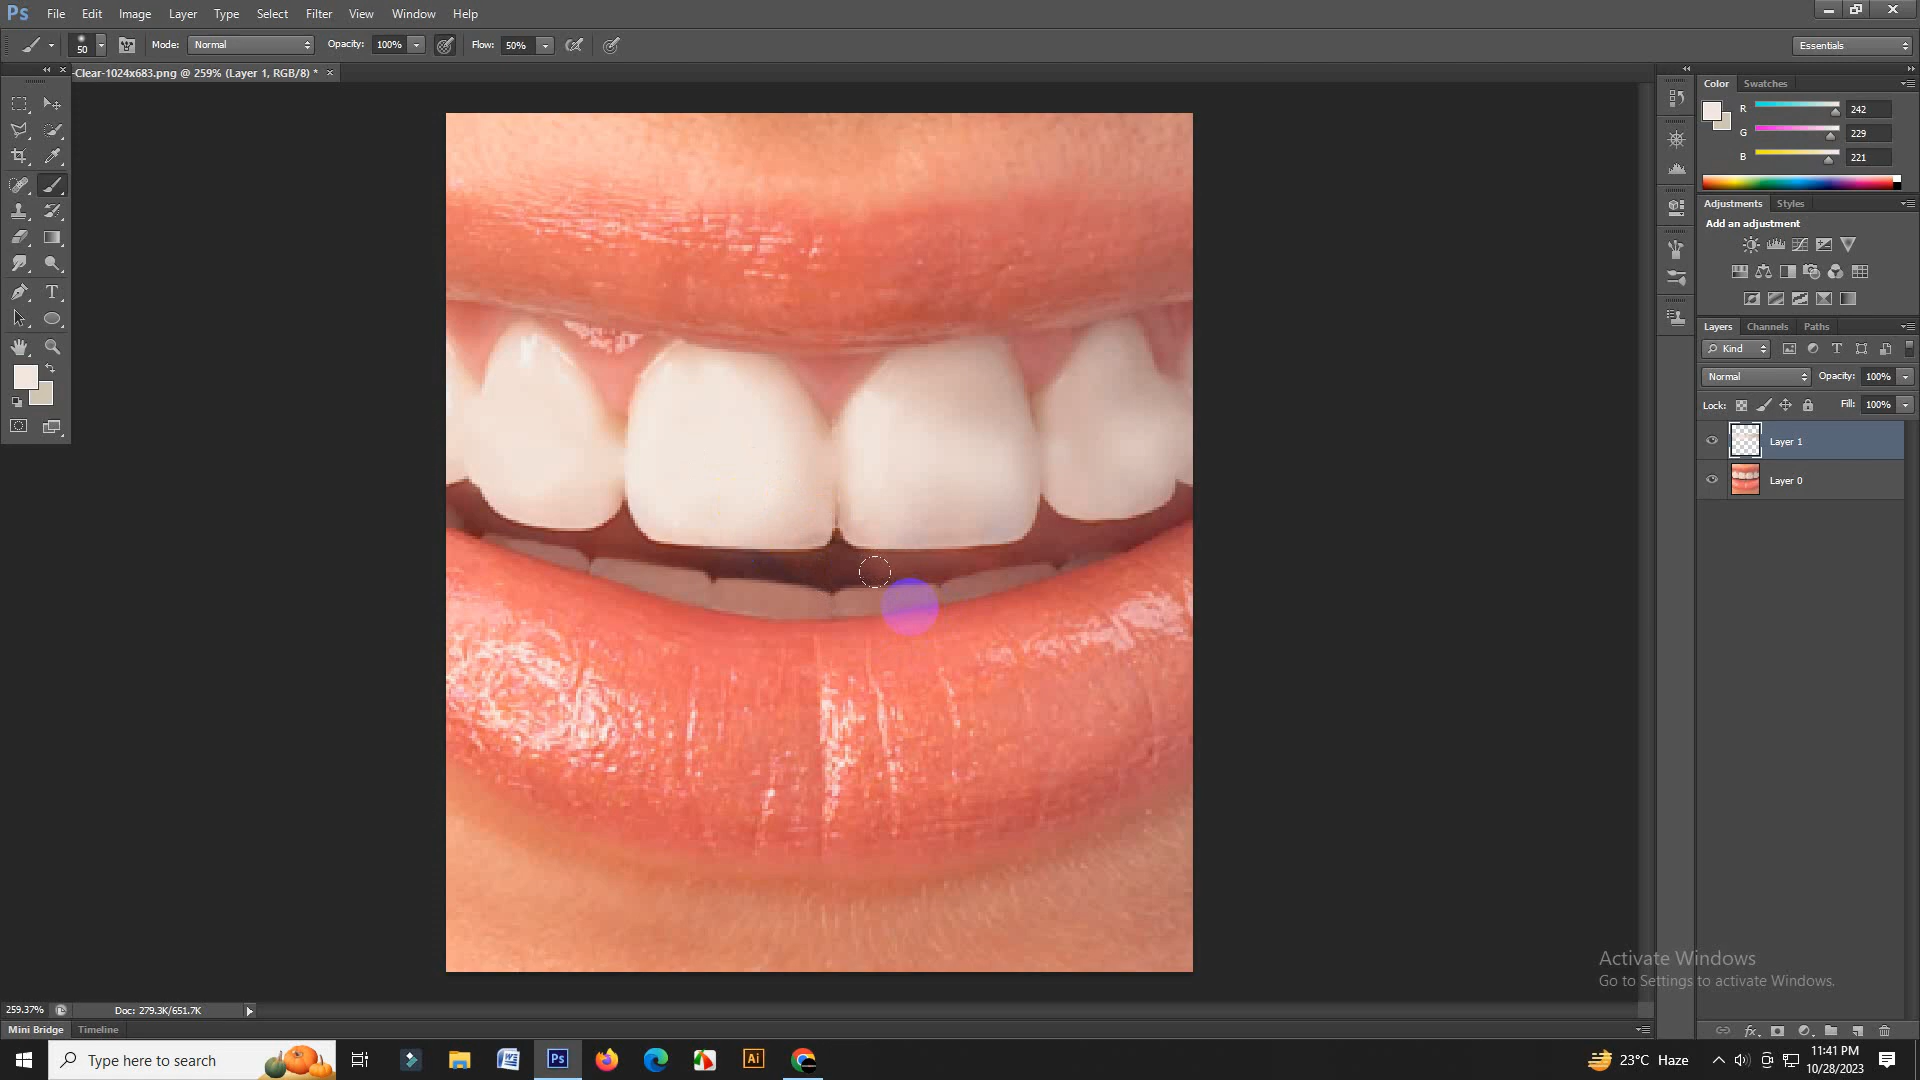 Ps File Edit Image Layer Type Select Filter View Window Help
50 Mode: Normal Opacity: 100% Flow: 50% Essentials
-Clear-1024x683.png @ 259% (Layer 1, RGB/8) * ×
Color Swatches
R 242
G 229
B 221
Adjustments Styles
Add an adjustment
Layers Channels Paths
Kind
Normal Opacity: 100%
Lock: Fill: 100%
Layer 1
Layer 0
T
Activate Windows
Go to Settings to activate Windows.
259.37% Doc: 279.3K/651.7K
Mini Bridge Timeline
Type here to search
Ps
Ai
23°C Haze
11:41 PM
10/28/2023